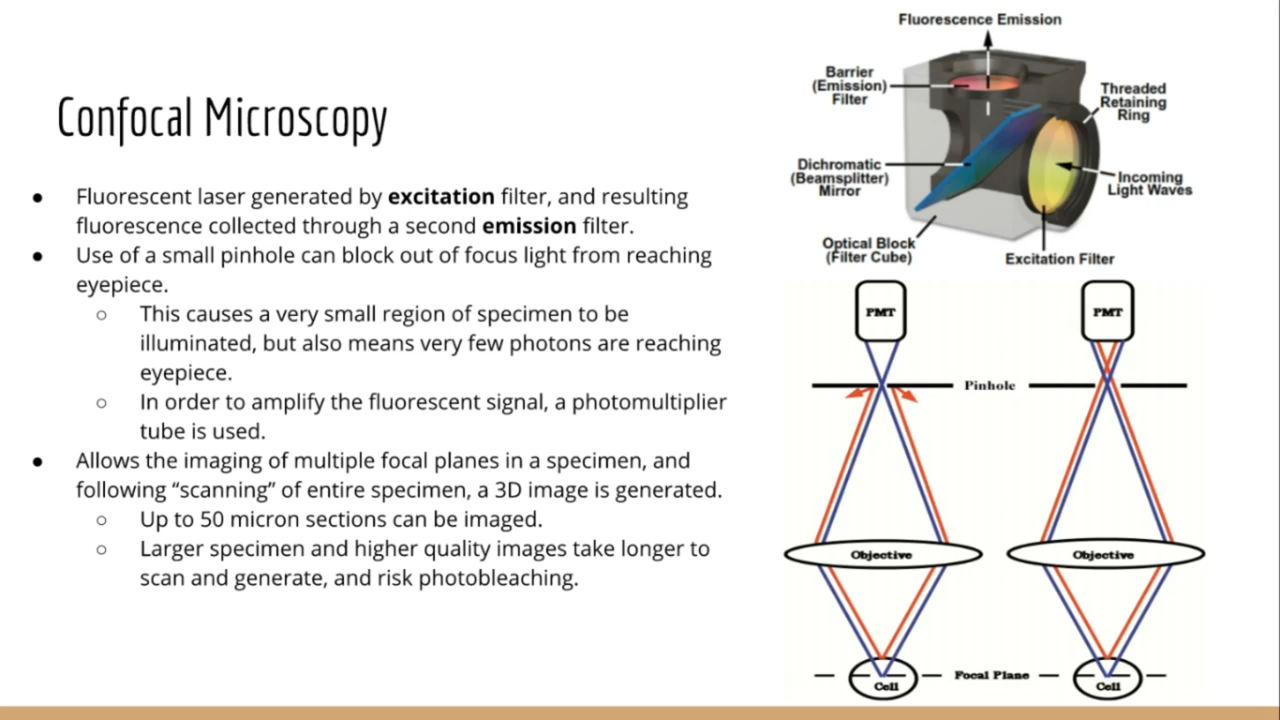 Confocal Microscopy
● Fluorescent laser generated by excitation filter, and resulting
fluorescence collected through a second emission filter.
● Use of a small pinhole can block out of focus light from reaching
eyepiece.
○ This causes a very small region of specimen to be
illuminated, but also means very few photons are reaching
eyepiece.
○ In order to amplify the fluorescent signal, a photomultiplier
tube is used.
● Allows the imaging of multiple focal planes in a specimen, and
following “scanning” of entire specimen, a 3D image is generated.
○ Up to 50 micron sections can be imaged.
○ Larger specimen and higher quality images take longer to
scan and generate, and risk photobleaching.
Fluorescence Emission
Barrier
(Emission)
Filter
Threaded
Retaining
Ring
Dichromatic
(Beamsplitter)
Mirror
Incoming
Light Waves
Optical Block
(Filter Cube)
Excitation Filter
PMT
PMT
Pinhole
Objective
Objective
Focal Plane
Cell
Cell